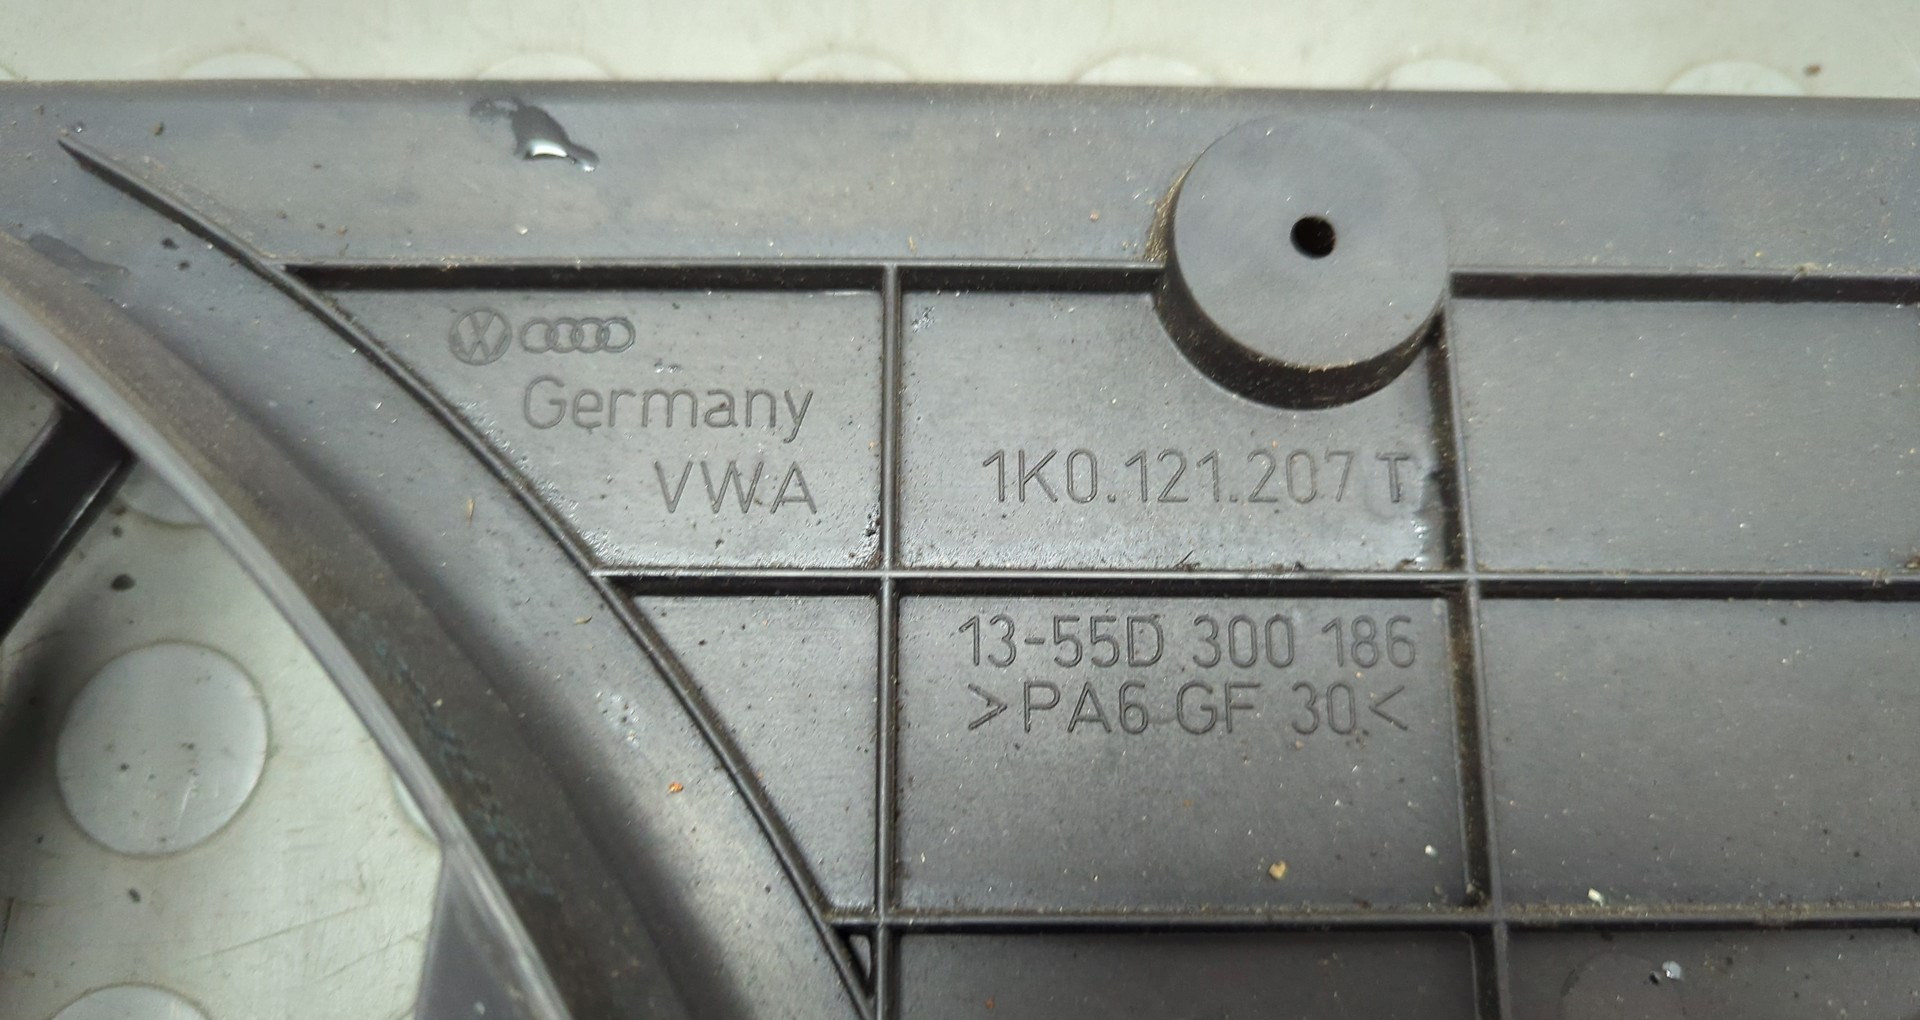 Germany
VWA
1K0.121.207 T
13-55D 300 186
>PA6 GF 30<